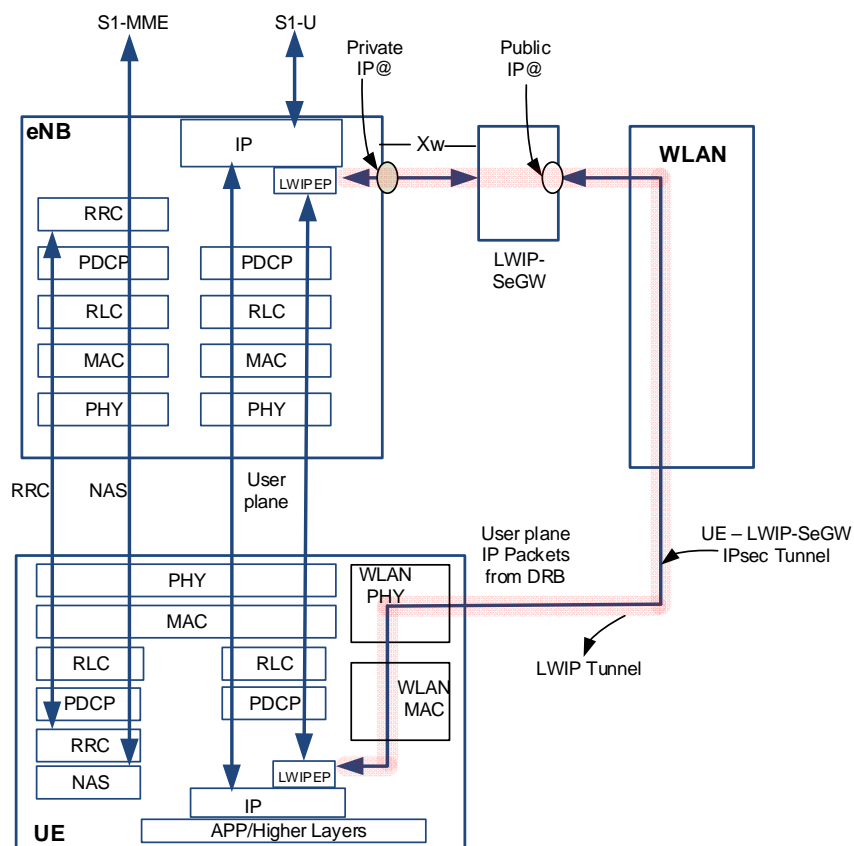 S1-MME
S1-U
Private
IP@
Public
IP@
eNB
IP
Xw
WLAN
LWIPEP
RRC
PDCP
PDCP
LWIP-
SeGW
RLC
RLC
MAC
MAC
PHY
PHY
RRC
NAS
User
plane
User plane
IP Packets
from DRB
UE – LWIP-SeGW
IPsec Tunnel
PHY
WLAN
PHY
MAC
LWIP Tunnel
RLC
RLC
WLAN
MAC
PDCP
PDCP
RRC
NAS
LWIPEP
IP
APP/Higher Layers
UE